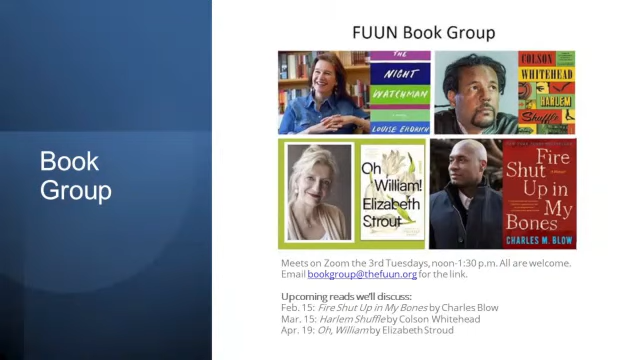 FUUN Book Group
Book
Group
THE
NIGHT
WATCHMAN
LOUISE ERDRICH
COLSON
WHITEHEAD
HARLEM
Shuffle
Oh
William!
Elizabeth
Strout
Fire
Shut
Up in
My
Bones
CHARLES M. BLOW
Meets on Zoom the 3rd Tuesdays, noon-1:30 p.m. All are welcome.
Email bookgroup@thefuun.org for the link.
Upcoming reads we'll discuss:
Feb. 15: Fire Shut Up in My Bones by Charles Blow
Mar. 15: Harlem Shuffle by Colson Whitehead
Apr. 19: Oh, William by Elizabeth Stroud